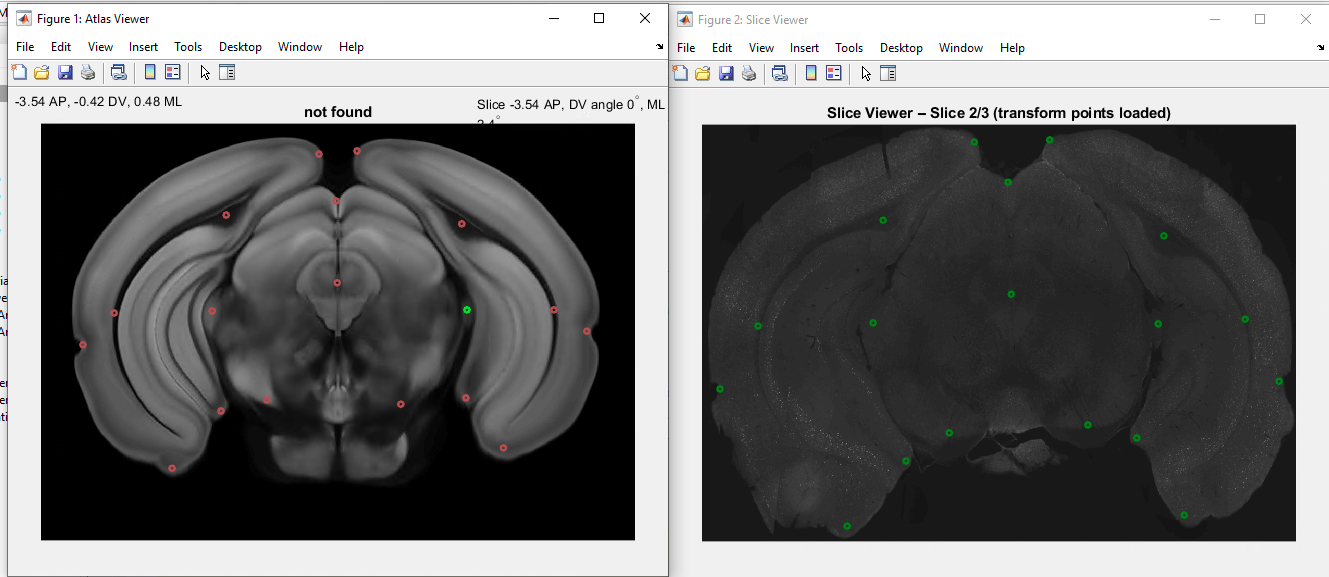 Figure 1: Atlas Viewer
File Edit View Insert Tools Desktop Window Help
-3.54 AP, -0.42 DV, 0.48 ML
Slice -3.54 AP, DV angle 0°, ML
not found
Figure 2: Slice Viewer
File Edit View Insert Tools Desktop Window Help
Slice Viewer – Slice 2/3 (transform points loaded)